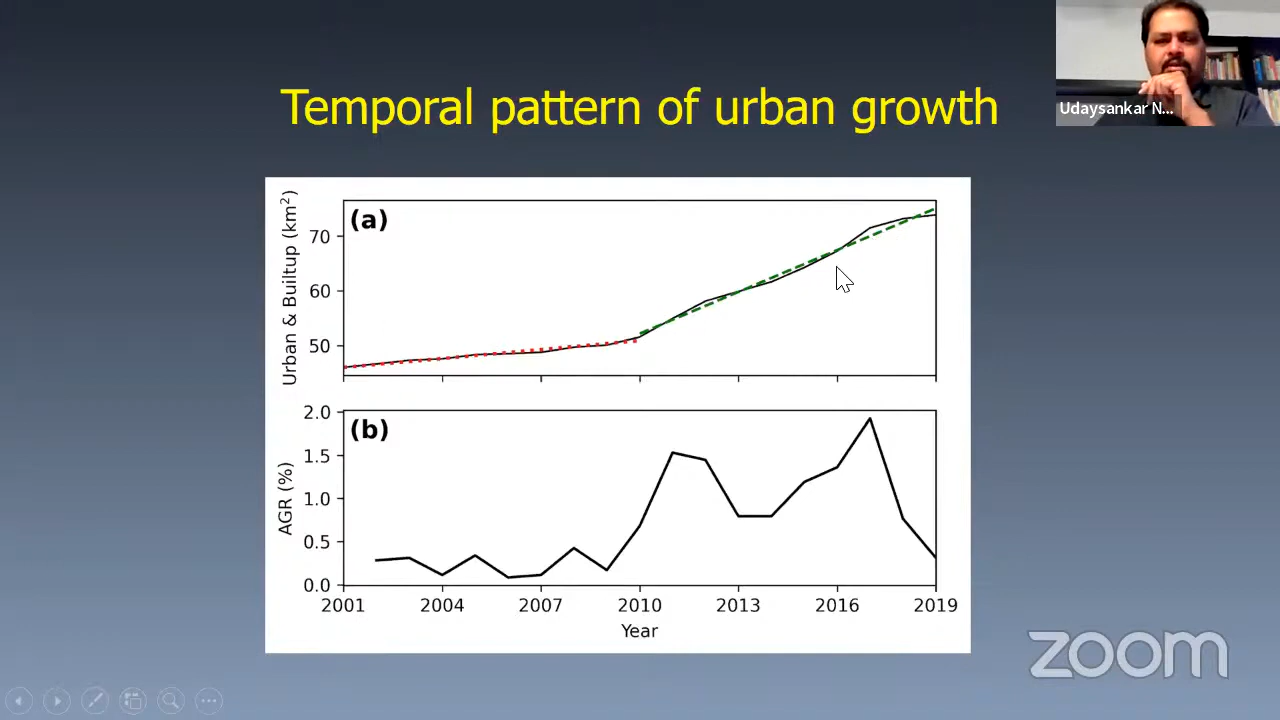 Udaysankar N...
Temporal pattern of urban growth
Urban & Builtup (km²)
(a)
70
60
50
AGR (%)
(b)
2.0
1.5
1.0
0.5
0.0
2001 2004 2007 2010 2013 2016 2019
Year
zoom